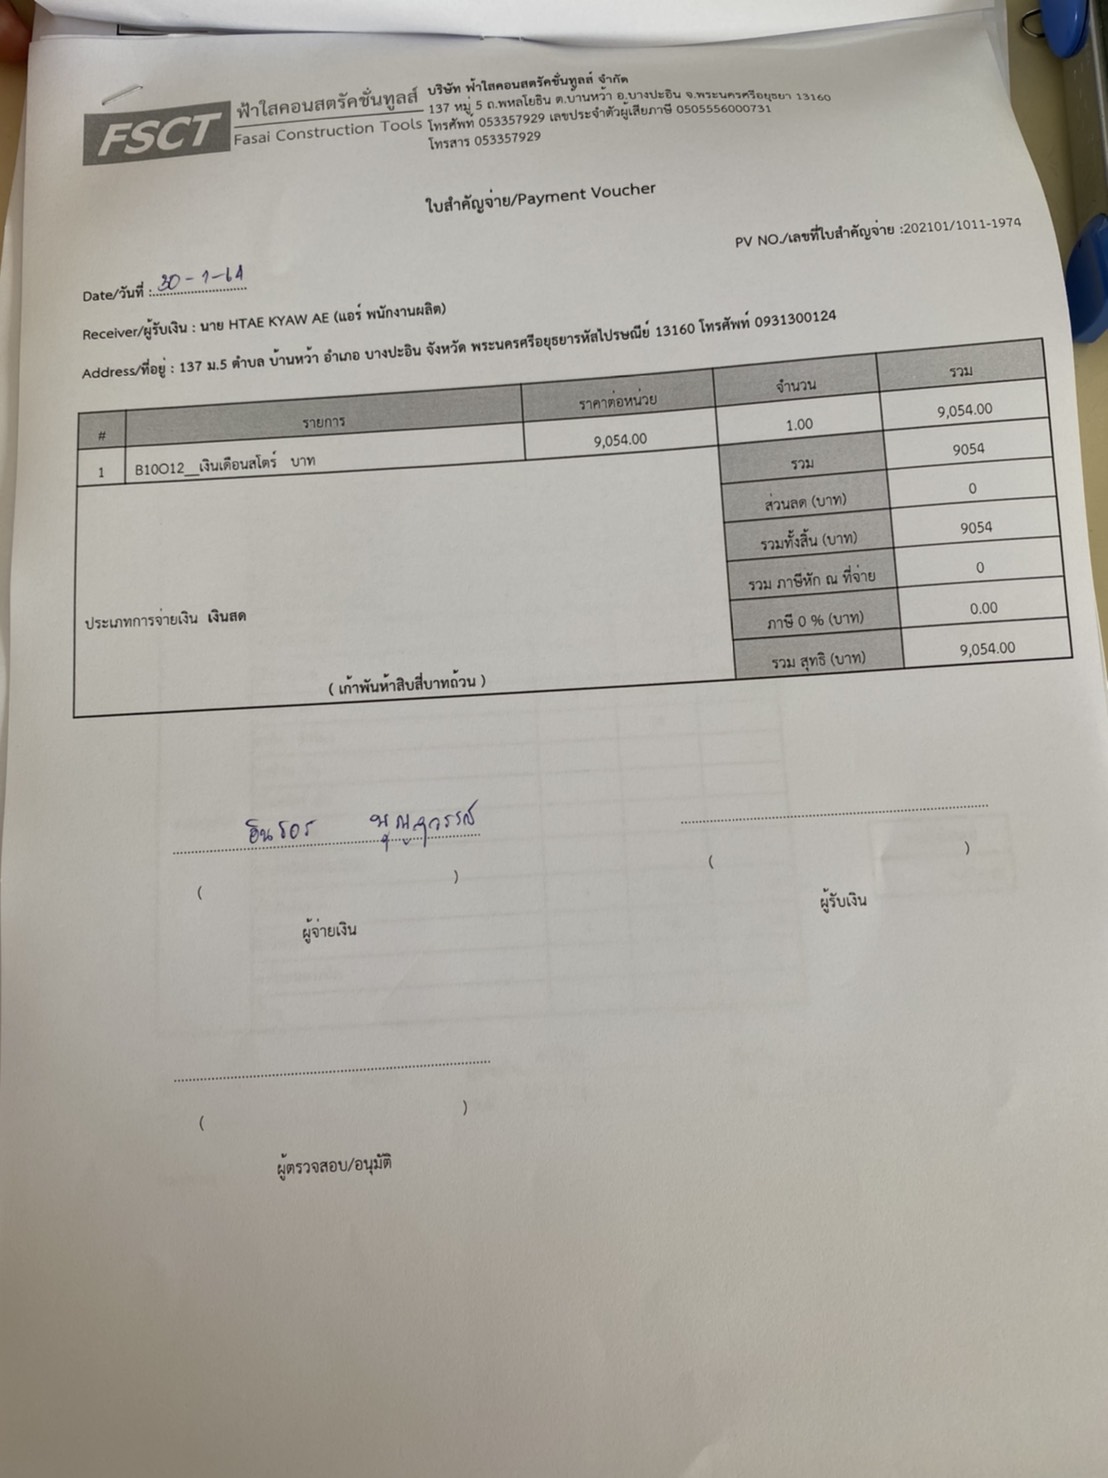 FSCT
ฟ้าใสคอนสตรัคชั่นทูลส์
Fasai Construction Tools
บริษัท ฟ้าใสคอนสตรัคชั่นทูลส์ จำกัด
137 หมู่ 5 ถ.พหลโยธิน ต.บ้านหว้า อ.บางปะอิน จ.พระนครศรีอยุธยา 13160
โทรศัพท์ 053357929 เลขประจำตัวผู้เสียภาษี 0505556000731
โทรสาร 053357929
ใบสำคัญจ่าย/Payment Voucher
PV NO./เลขที่ใบสำคัญจ่าย :202101/1011-1974
Date/วันที่ : 30-1-64
Receiver/ผู้รับเงิน : นาย HTAE KYAW AE (แอร์ พนักงานผลิต)
Address/ที่อยู่ : 137 ม.5 ตำบล บ้านหว้า อำเภอ บางปะอิน จังหวัด พระนครศรีอยุธยารหัสไปรษณีย์ 13160 โทรศัพท์ 0931300124
# รายการ ราคาต่อหน่วย จำนวน รวม
1 B10O12__เงินเดือนสโตร์ บาท 9,054.00 1.00 9,054.00
รวม 9054
ส่วนลด (บาท) 0
รวมทั้งสิ้น (บาท) 9054
รวม ภาษีหัก ณ ที่จ่าย 0
ประเภทการจ่ายเงิน เงินสด
ภาษี 0 % (บาท) 0.00
( เก้าพันห้าสิบสี่บาทถ้วน )
รวม สุทธิ (บาท) 9,054.00
( )
( )
ผู้จ่ายเงิน
ผู้รับเงิน
( )
ผู้ตรวจสอบ/อนุมัติ